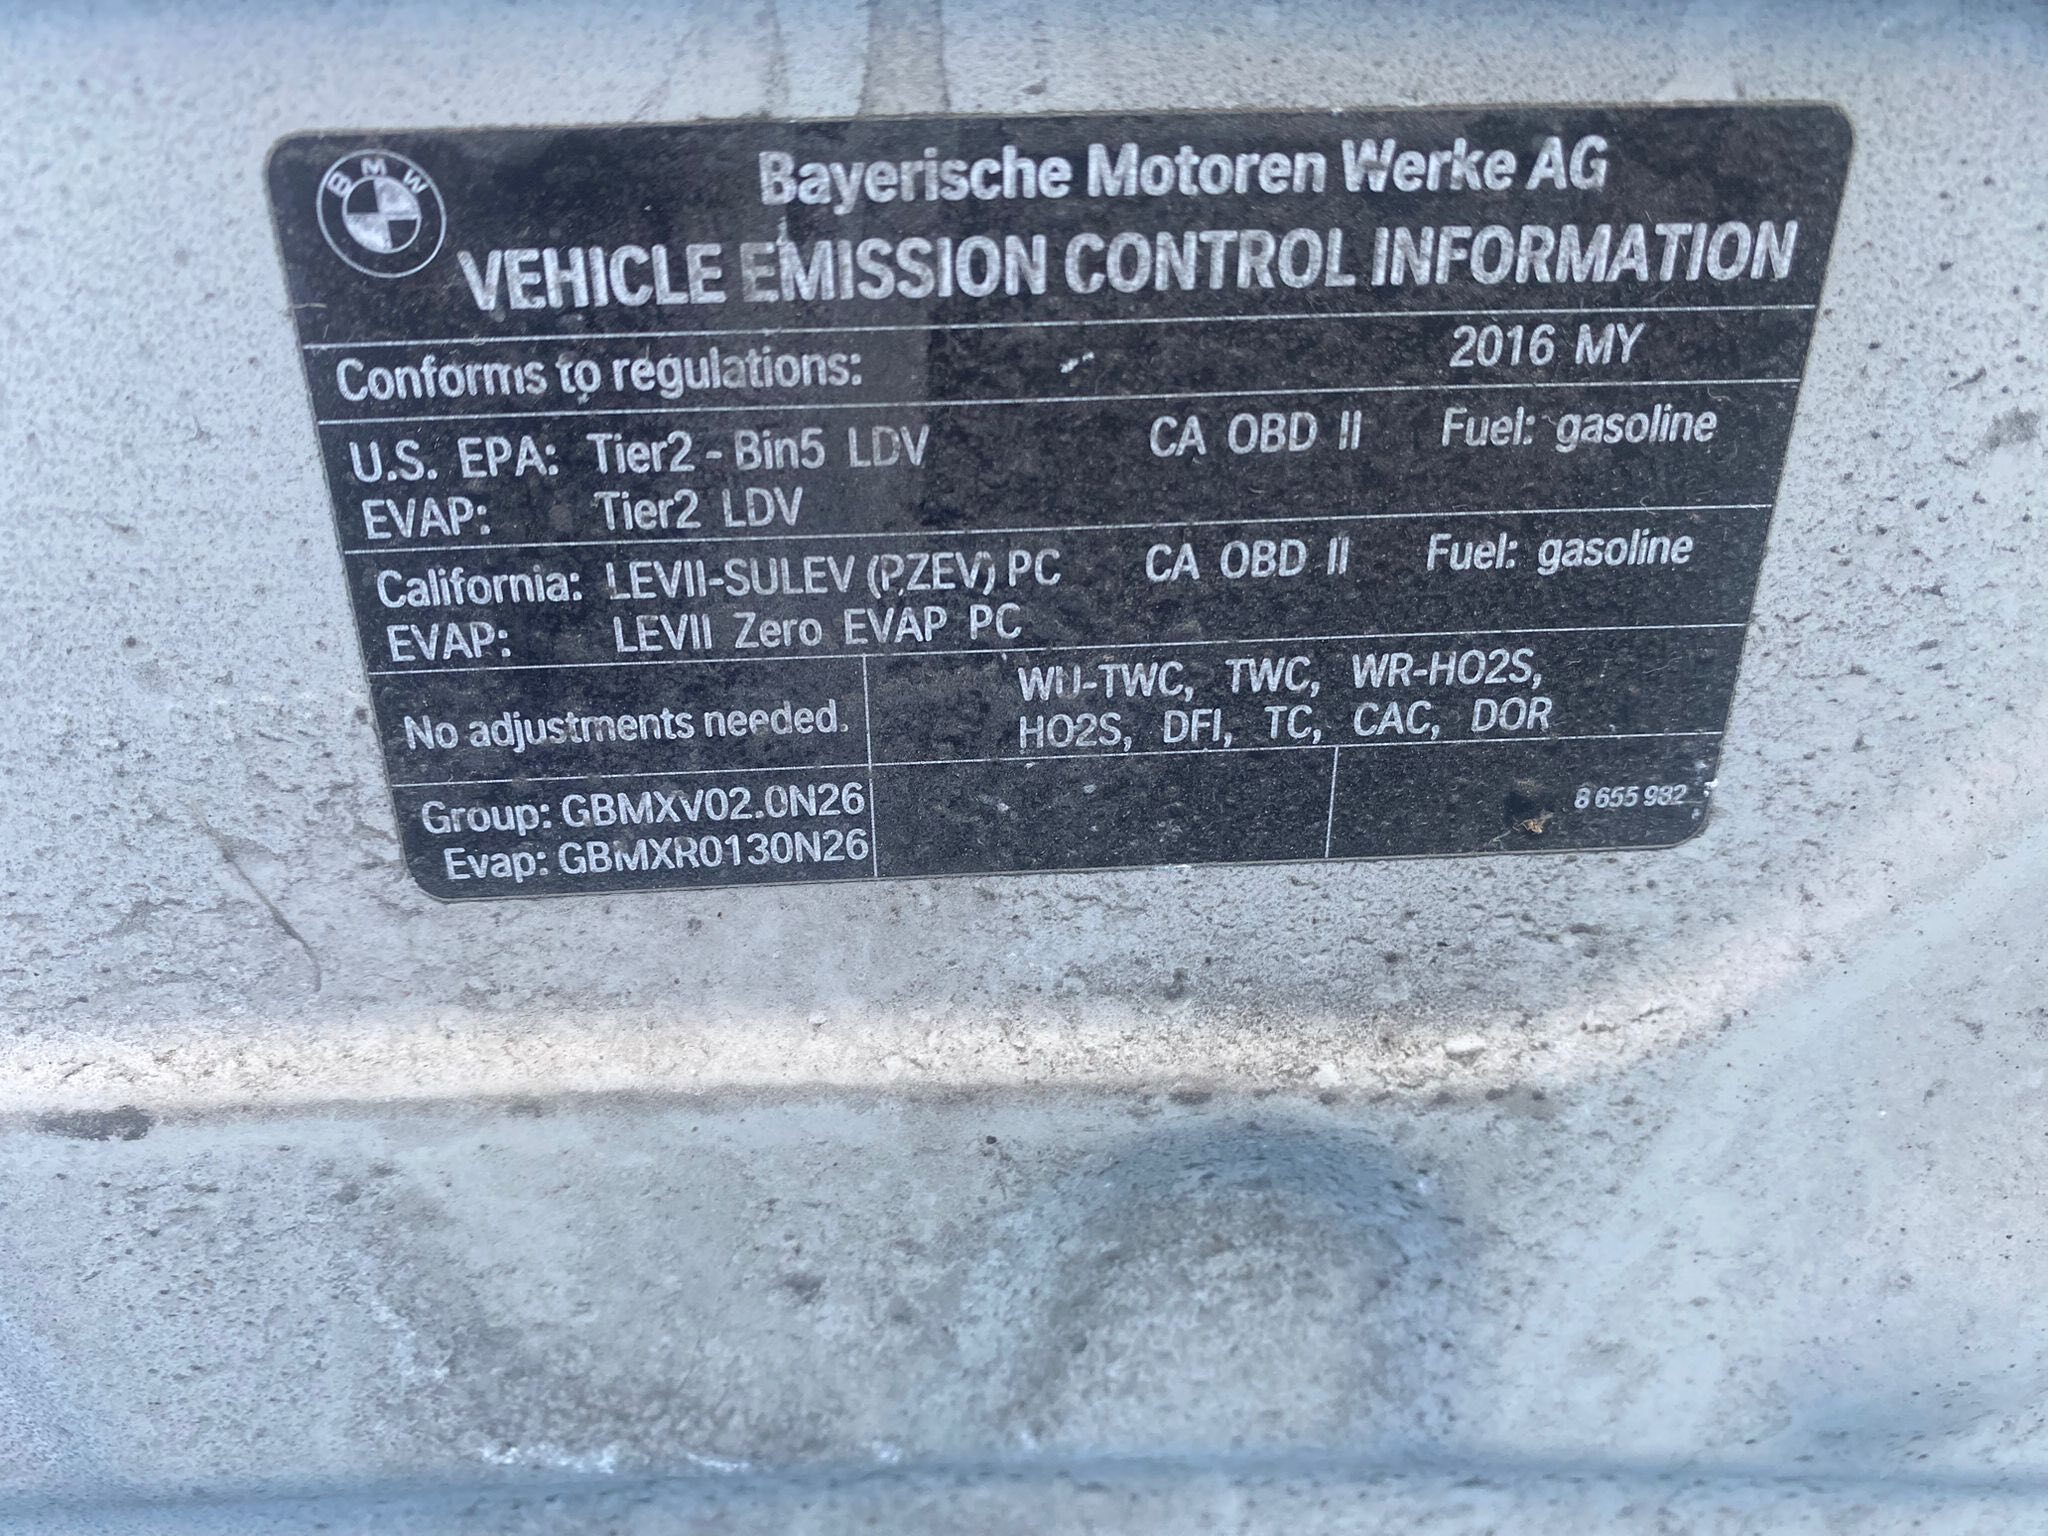 BMW
Bayerische Motoren Werke AG
VEHICLE EMISSION CONTROL INFORMATION
Conforms to regulations: 2016 MY
U.S. EPA: Tier2 - Bin5 LDV CA OBD II Fuel: gasoline
EVAP: Tier2 LDV
California: LEVII-SULEV (PZEV) PC CA OBD II Fuel: gasoline
EVAP: LEVII Zero EVAP PC
No adjustments needed.
WU-TWC, TWC, WR-HO2S,
HO2S, DFI, TC, CAC, DOR
Group: GBMXV02.0N26
Evap: GBMXR0130N26
8 655 982